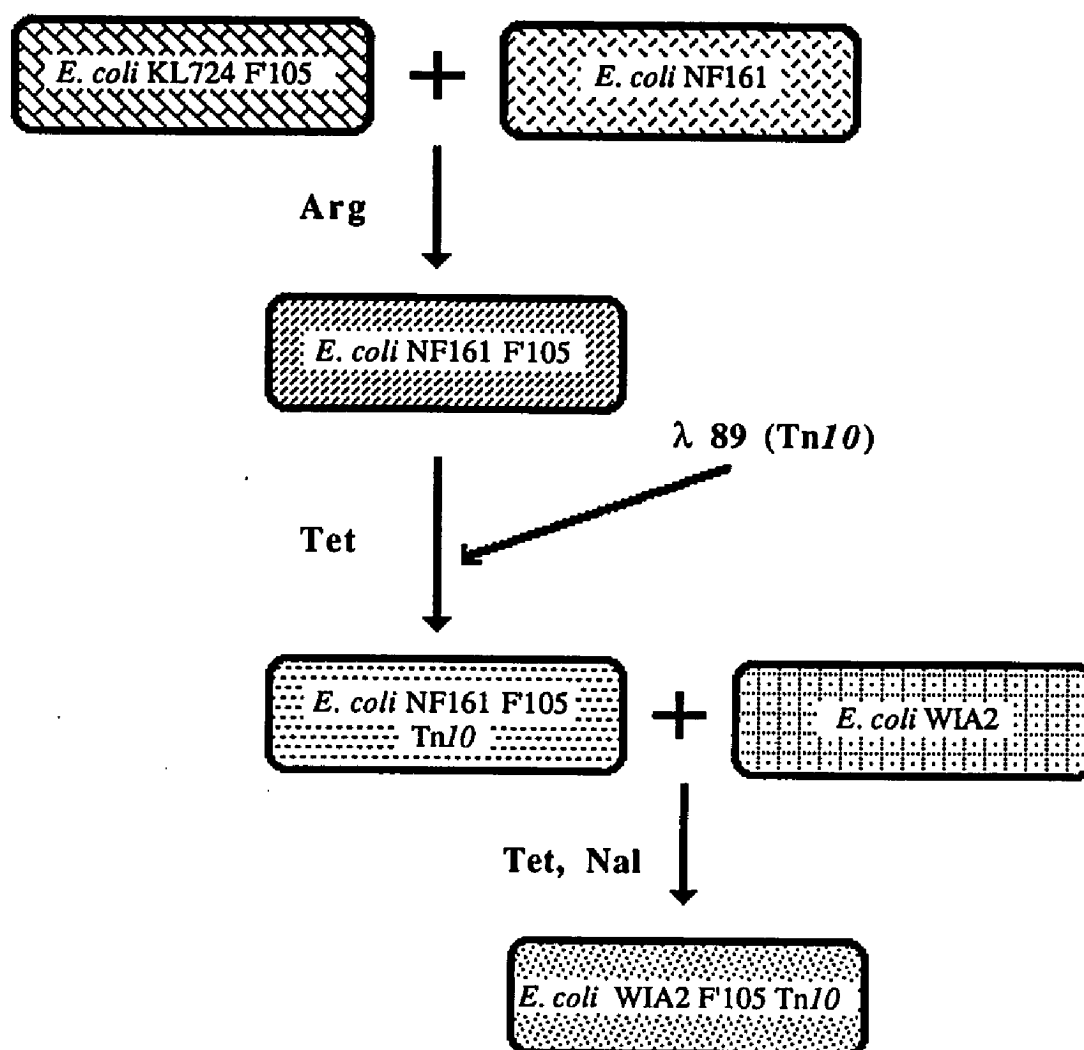 E. coli KL724 F'105
+
E. coli NF161
Arg
E. coli NF161 F'105
λ 89 (Tn10)
Tet
E. coli NF161 F'105
Tn10
+
E. coli WIA2
Tet, Nal
E. coli WIA2 F'105 Tn10